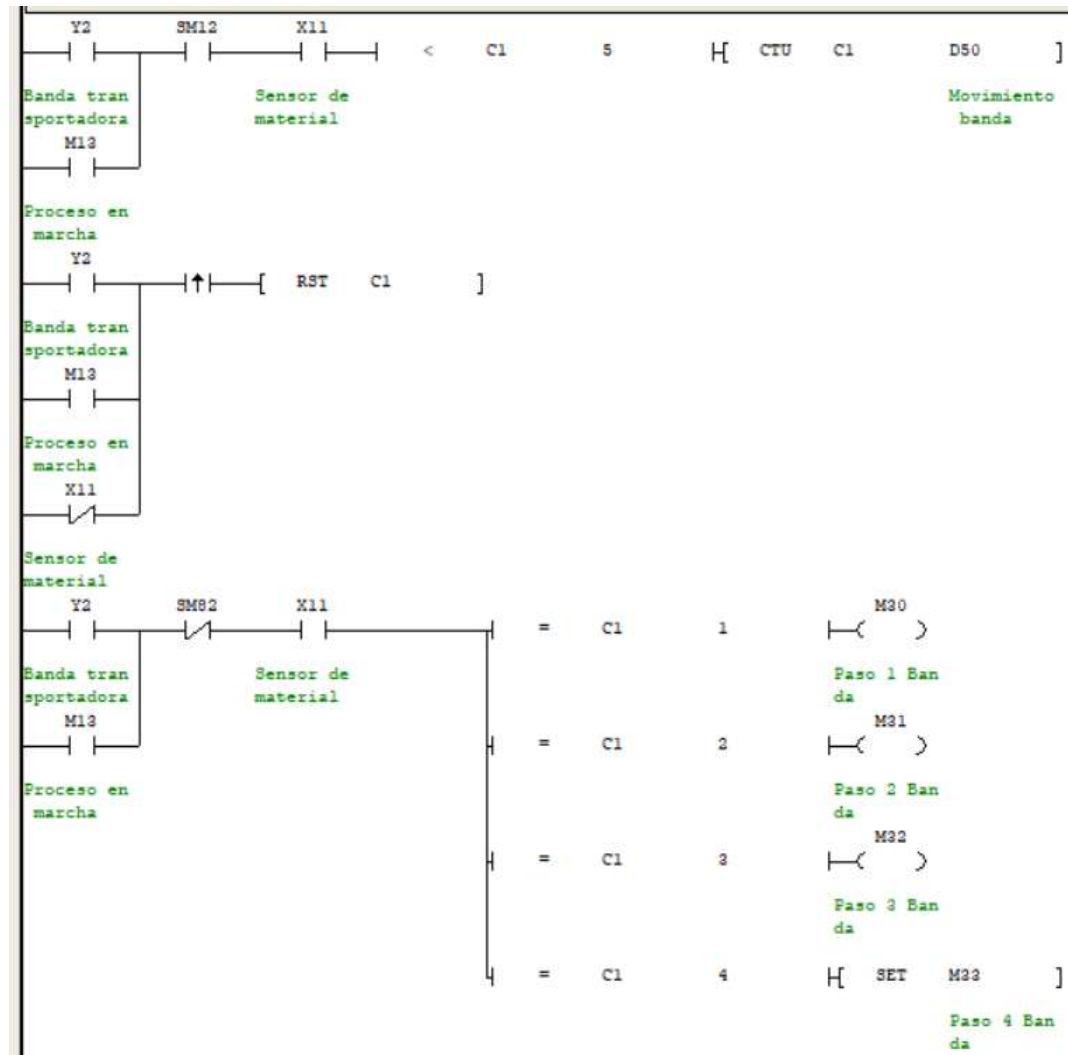 Y2 SM12 X11
< C1 5 CTU C1 D50 ]
Banda tran Sensor de Movimiento
sportadora material banda
M13
Proceso en
marcha
Y2
[ RST C1 ]
Banda tran
sportadora
M13
Proceso en
marcha
X11
Sensor de
material
Y2 SM82 X11 M30
= C1 1 ( )
Banda tran Sensor de Paso 1 Ban
sportadora material da
M13 M31
= C1 2 ( )
Proceso en Paso 2 Ban
marcha da
M32
= C1 3 ( )
Paso 3 Ban
da
= C1 4 [ SET M33 ]
Paso 4 Ban
da